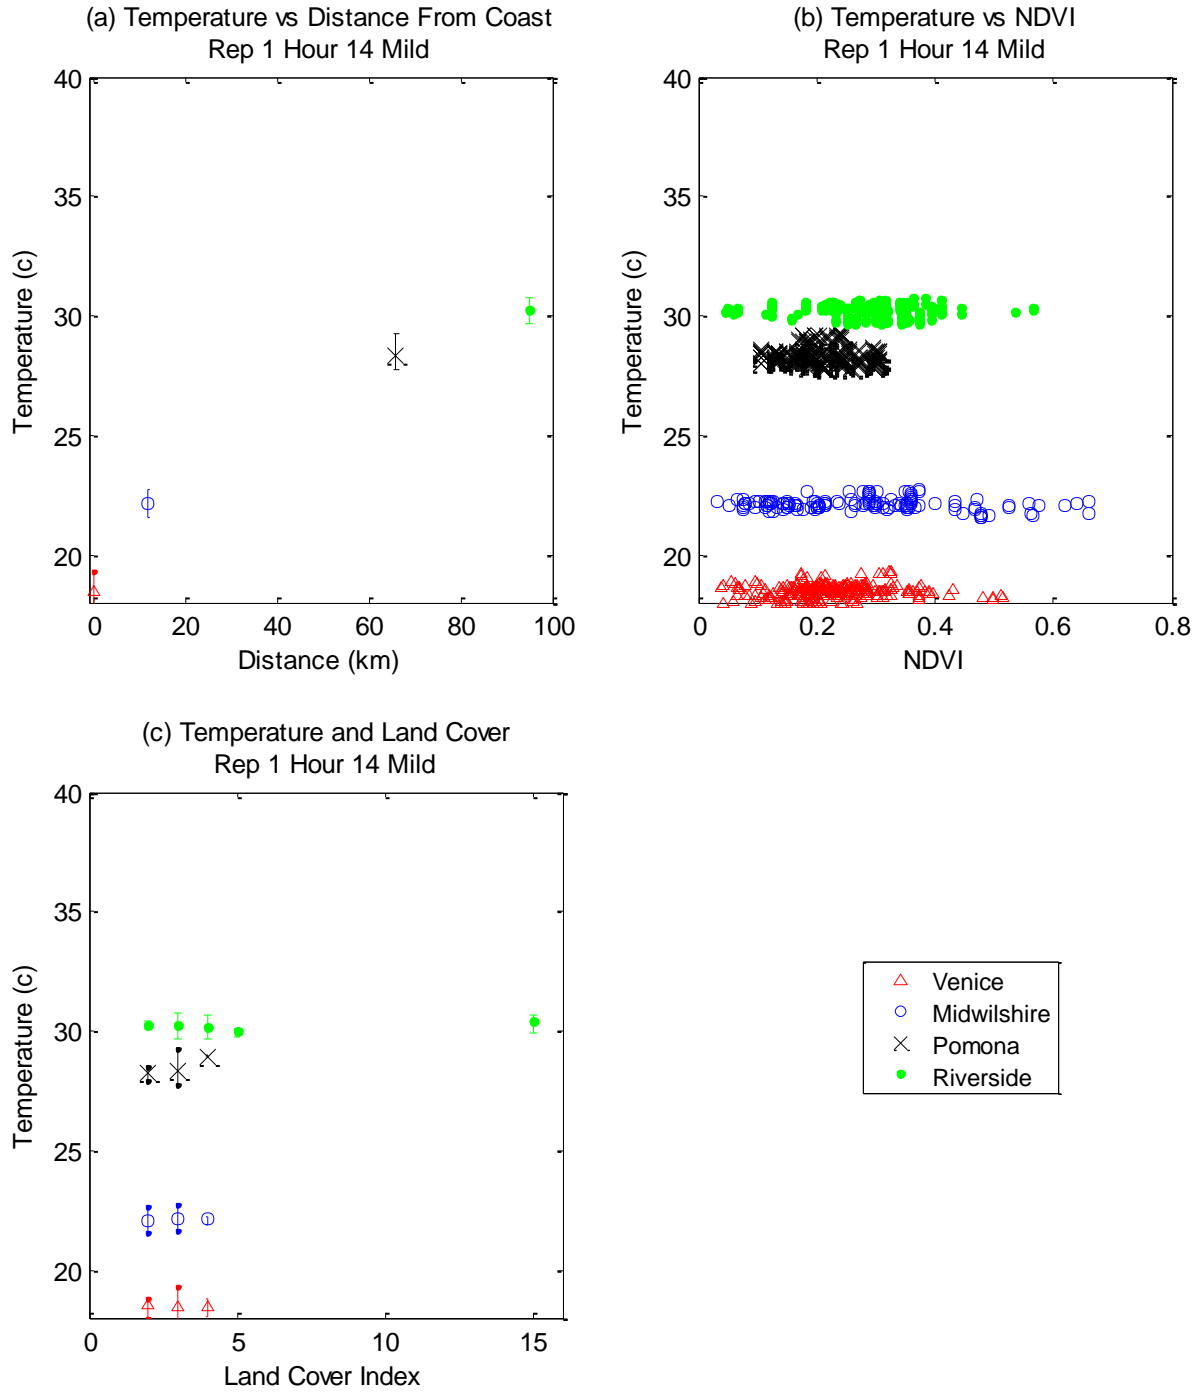 (a) Temperature vs Distance From Coast
Rep 1 Hour 14 Mild
40
35
30
25
20
Temperature (c)
0 20 40 60 80 100
Distance (km)
(b) Temperature vs NDVI
Rep 1 Hour 14 Mild
40
35
30
25
20
Temperature (c)
0 0.2 0.4 0.6 0.8
NDVI
(c) Temperature and Land Cover
Rep 1 Hour 14 Mild
40
35
30
25
20
Temperature (c)
0 5 10 15
Land Cover Index
Venice
Midwilshire
Pomona
Riverside